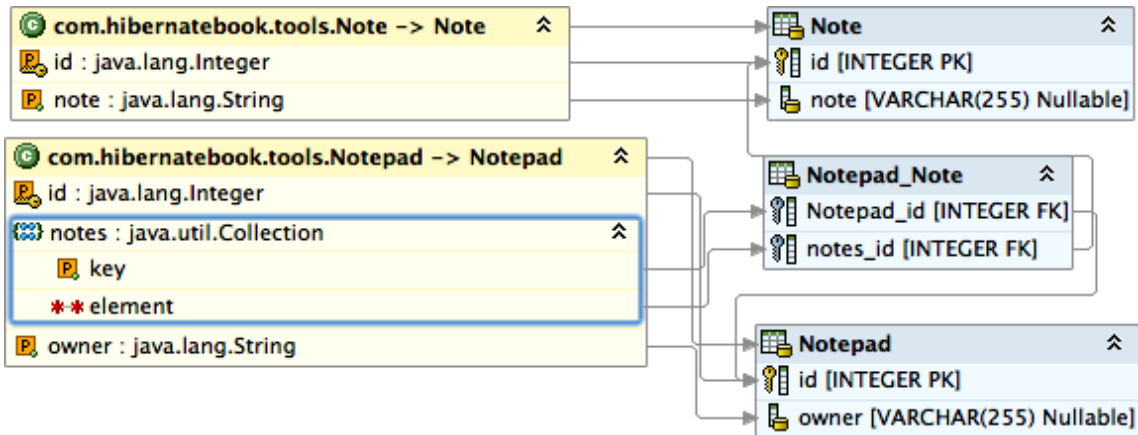 com.hibernatebook.tools.Note -> Note
id : java.lang.Integer
note : java.lang.String
com.hibernatebook.tools.Notepad -> Notepad
id : java.lang.Integer
notes : java.util.Collection
key
element
owner : java.lang.String
Note
id [INTEGER PK]
note [VARCHAR(255) Nullable]
Notepad_Note
Notepad_id [INTEGER FK]
notes_id [INTEGER FK]
Notepad
id [INTEGER PK]
owner [VARCHAR(255) Nullable]